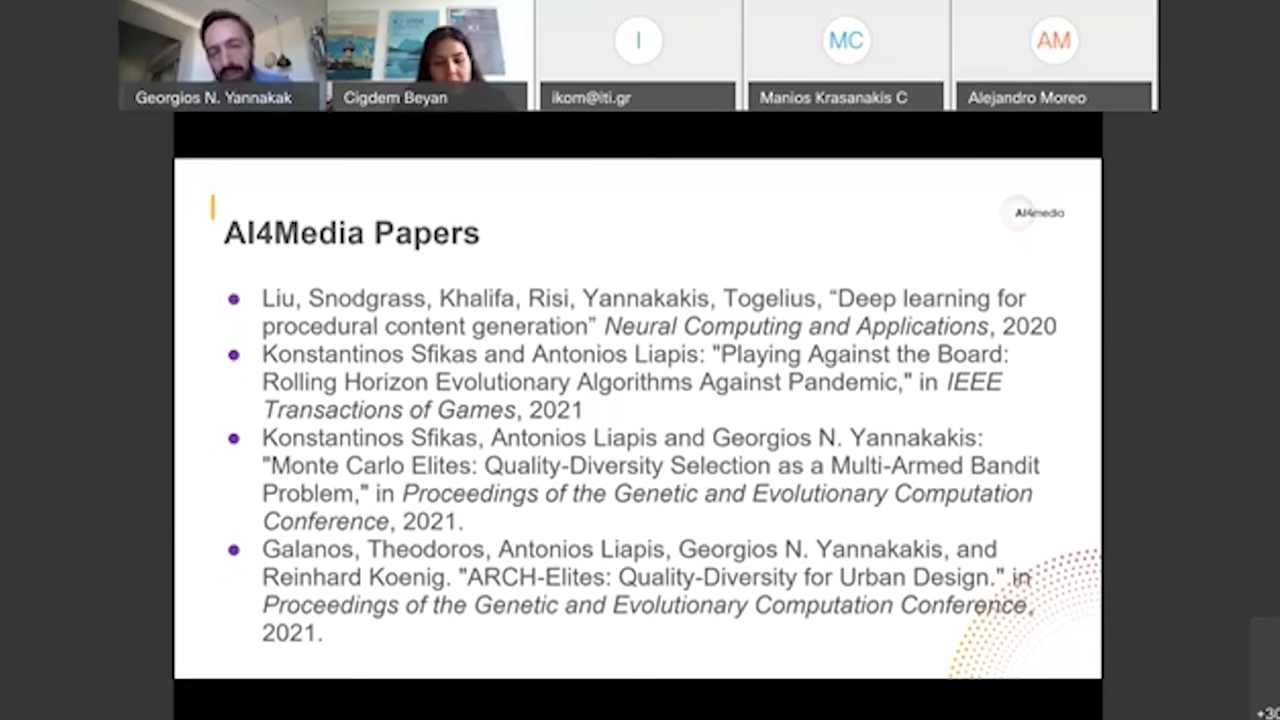 Georgios N. Yannakak
Cigdem Beyan
I
ikom@iti.gr
MC
Manios Krasanakis C
AM
Alejandro Moreo
AI4media
AI4Media Papers
● Liu, Snodgrass, Khalifa, Risi, Yannakakis, Togelius, “Deep learning for
procedural content generation” Neural Computing and Applications, 2020
● Konstantinos Sfikas and Antonios Liapis: "Playing Against the Board:
Rolling Horizon Evolutionary Algorithms Against Pandemic," in IEEE
Transactions of Games, 2021
● Konstantinos Sfikas, Antonios Liapis and Georgios N. Yannakakis:
"Monte Carlo Elites: Quality-Diversity Selection as a Multi-Armed Bandit
Problem," in Proceedings of the Genetic and Evolutionary Computation
Conference, 2021.
● Galanos, Theodoros, Antonios Liapis, Georgios N. Yannakakis, and
Reinhard Koenig. "ARCH-Elites: Quality-Diversity for Urban Design." in
Proceedings of the Genetic and Evolutionary Computation Conference,
2021.